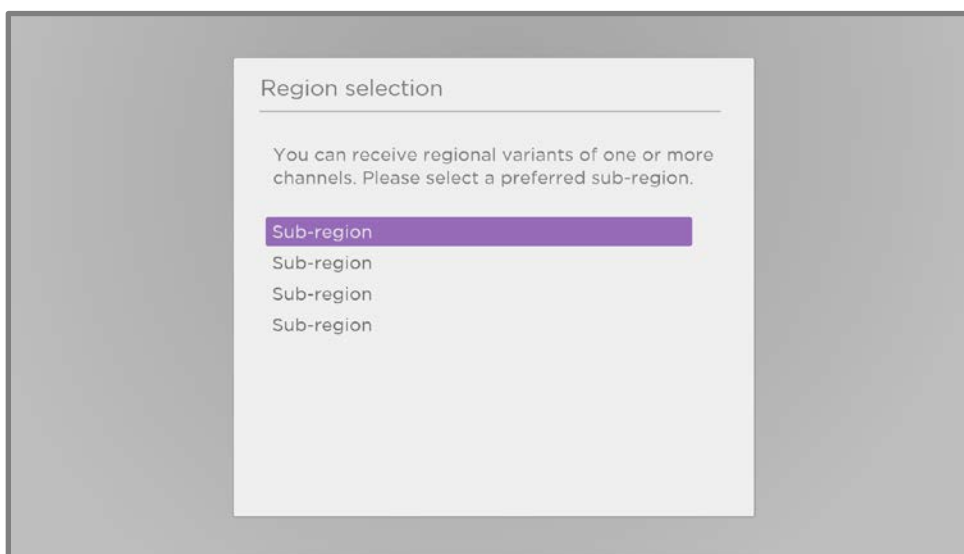 Region selection
You can receive regional variants of one or more
channels. Please select a preferred sub-region.
Sub-region
Sub-region
Sub-region
Sub-region